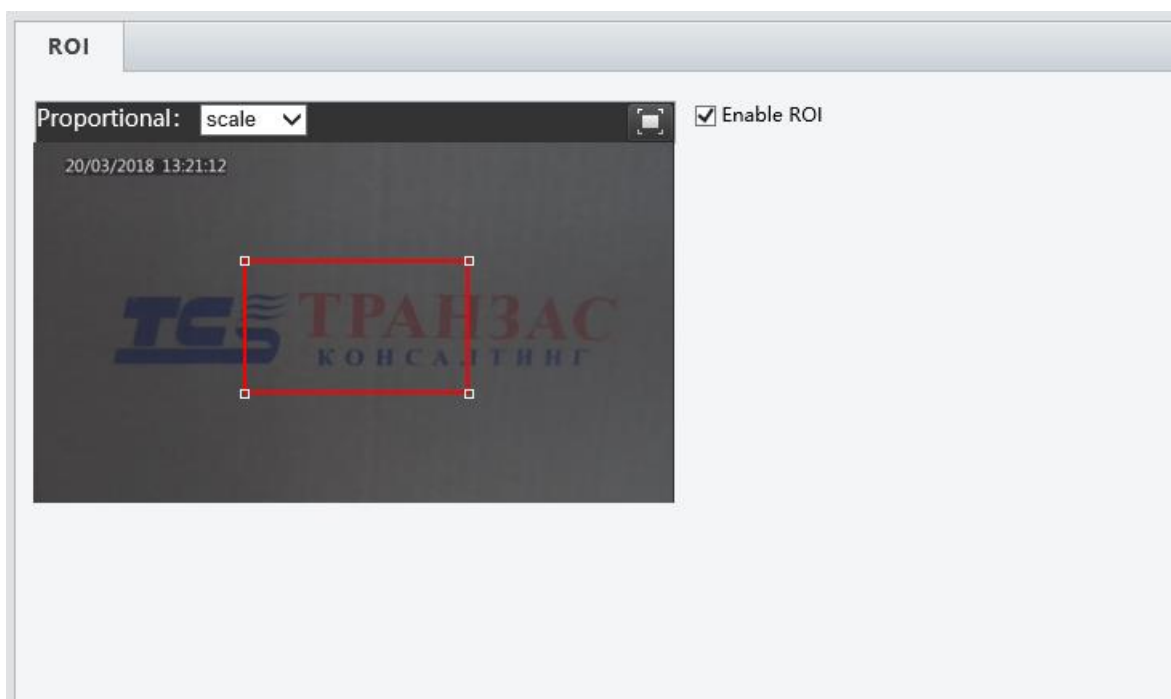 ROI
Proportional: scale
Enable ROI
20/03/2018 13:21:12
TCS ТРАНЗАС
КОНСАЛТИНГ